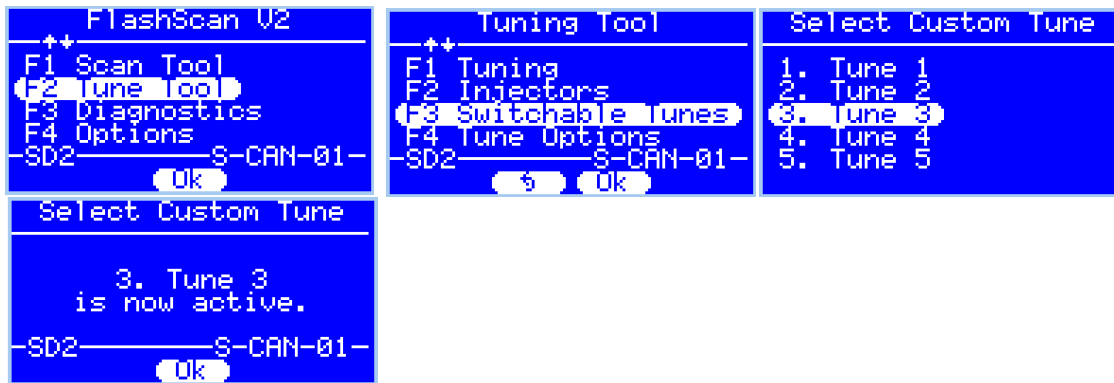 FlashScan V2
F1 Scan Tool
F2 Tune Tool
F3 Diagnostics
F4 Options
SD2 S-CAN-01
Ok
Tuning Tool
F1 Tuning
F2 Injectors
F3 Switchable Tunes
F4 Tune Options
SD2 S-CAN-01
Ok
Select Custom Tune
1. Tune 1
2. Tune 2
3. Tune 3
4. Tune 4
5. Tune 5
Select Custom Tune
3. Tune 3
is now active.
SD2 S-CAN-01
Ok